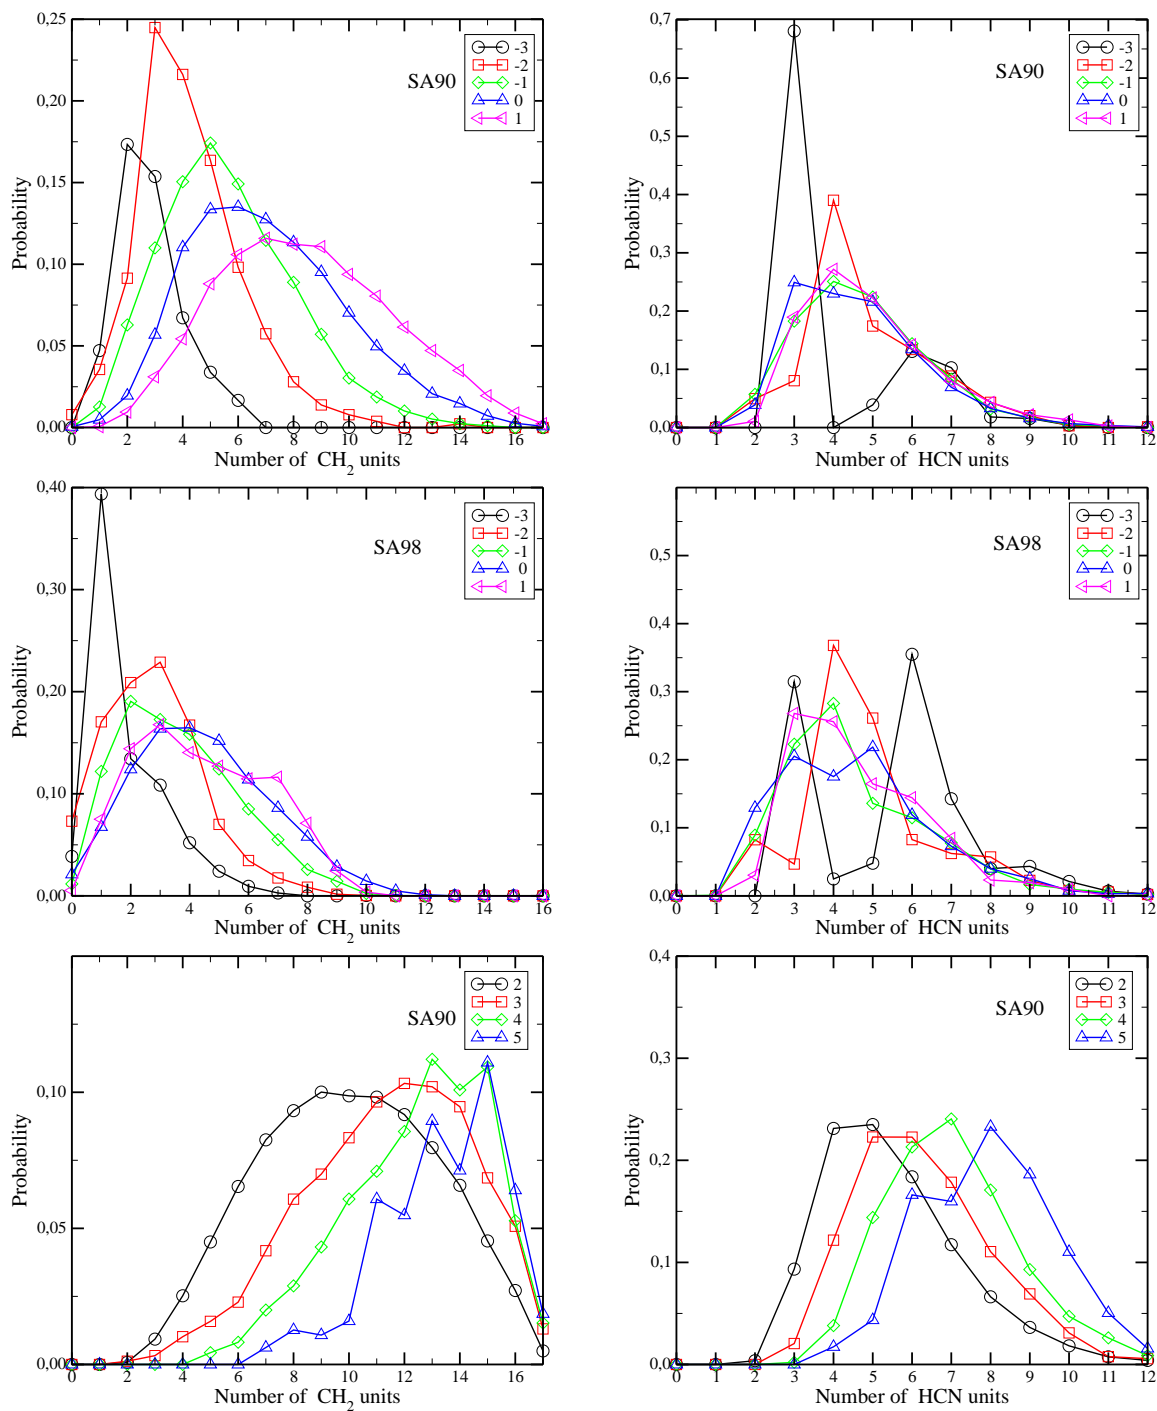 0,25
0,20
0,15
0,10
0,05
0,00
Probability
0 2 4 6 8 10 12 14 16
Number of CH2 units
SA90
-3
-2
-1
0
1
0,7
0,6
0,5
0,4
0,3
0,2
0,1
0,0
Probability
0 1 2 3 4 5 6 7 8 9 10 11 12
Number of HCN units
SA90
-3
-2
-1
0
1
0,40
0,30
0,20
0,10
0,00
Probability
0 2 4 6 8 10 12 14 16
Number of CH2 units
SA98
-3
-2
-1
0
1
0,5
0,4
0,3
0,2
0,1
0,0
Probability
0 1 2 3 4 5 6 7 8 9 10 11 12
Number of HCN units
SA98
-3
-2
-1
0
1
0,10
0,05
0,00
Probability
0 2 4 6 8 10 12 14 16
Number of CH2 units
SA90
2
3
4
5
0,4
0,3
0,2
0,1
0,0
Probability
0 1 2 3 4 5 6 7 8 9 10 11 12
Number of HCN units
SA90
2
3
4
5